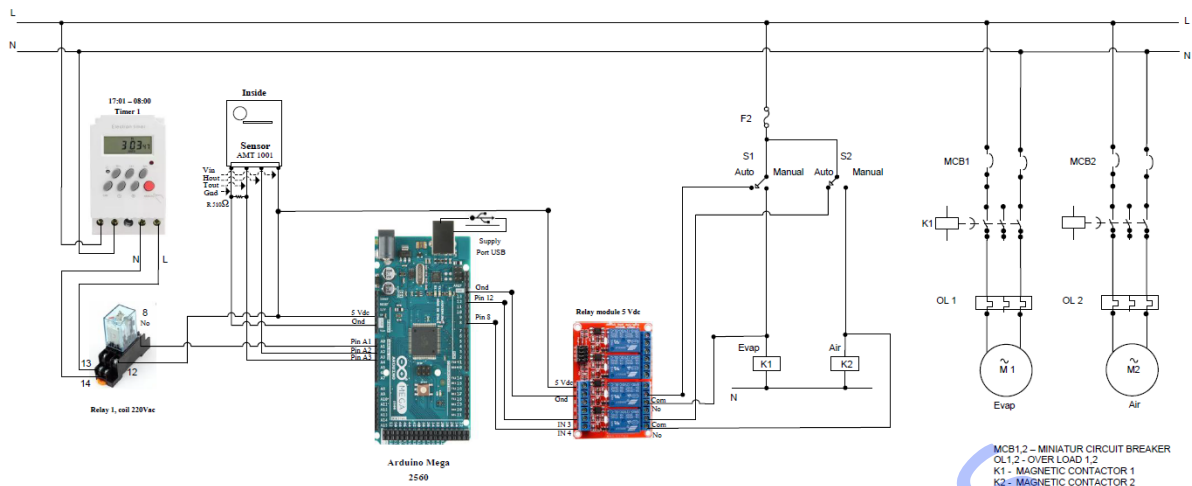 L
L
N
N
17:01 – 08:00
Timer 1
Inside
Sensor
AMT 1001
Vin
Hout
Tout
Gnd
R 510Ω
N
L
Supply
Port USB
8
No
13
14
12
Relay 1, coil 220Vac
5 Vdc
Gnd
Pin A1
Pin A2
Pin A3
Gnd
Pin 12
Pin 8
ARDUINO
MEGA
Arduino Mega
2560
Relay module 5 Vdc
5 Vdc
Gnd
IN 3
IN 4
Com
No
Com
No
F2
S1
S2
Auto
Manual
Auto
Manual
Evap
Air
K1
K2
N
MCB1
MCB2
K1
K2
OL 1
OL 2
~
M 1
~
M2
Evap
Air
MCB1,2 – MINIATUR CIRCUIT BREAKER
OL1,2 - OVER LOAD 1,2
K1 - MAGNETIC CONTACTOR 1
K2 - MAGNETIC CONTACTOR 2